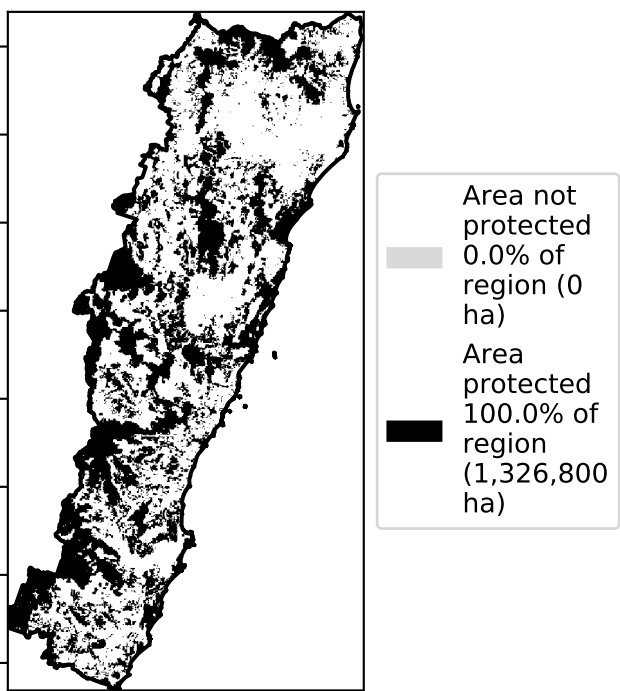 Area not
protected
0.0% of
region (0
ha)
Area
protected
100.0% of
region
(1,326,800
ha)